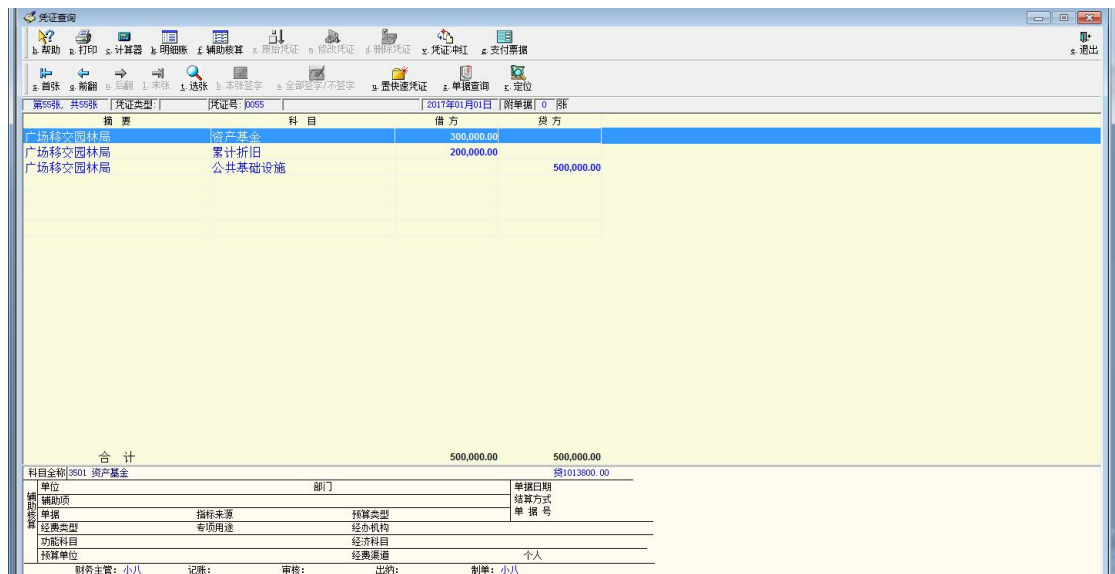 凭证查询
h.帮助 p.打印 c.计算器 k.明细账 f.辅助核算 原始凭证 修改凭证 d.删除凭证 凭证冲红 支付票据 退出
首张 前翻 后翻 l.末张 选张 本张签字 全部签字/不签字 置快速凭证 单据查询 定位
第55张, 共55张 凭证类型: 凭证号: 0055 2017年01月01日 附单据 0 张
摘 要 科 目 借 方 贷 方
广场移交园林局 资产基金 300,000.00
广场移交园林局 累计折旧 200,000.00
广场移交园林局 公共基础设施 500,000.00
合 计 500,000.00 500,000.00
科目全称 3501 资产基金 贷1013800.00
辅助核算
单位 部门 单据日期
辅助项 结算方式
单据 指标来源 预算类型 单 据 号
经费类型 专项用途 经办机构
功能科目 经济科目
预算单位 经费渠道 个人
财务主管: 小八 记账: 审核: 出纳: 制单: 小八